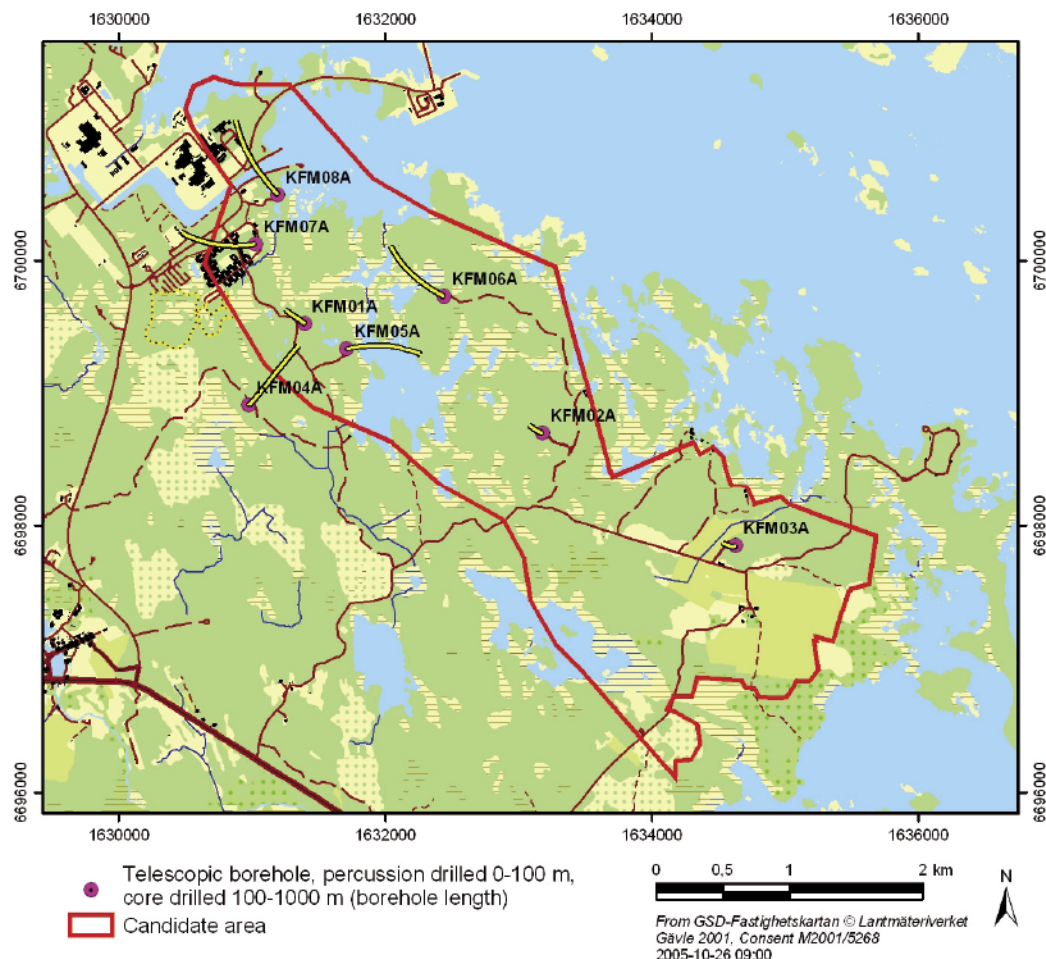 1630000 1632000 1634000 1636000
KFM08A
KFM07A
6700000 6700000
KFM06A
KFM01A
KFM05A
KFM04A
KFM02A
6698000 6698000
KFM03A
6696000 6696000
1630000 1632000 1634000 1636000
Telescopic borehole, percussion drilled 0-100 m,
core drilled 100-1000 m (borehole length)
Candidate area
0 0,5 1 2 km
N
From GSD-Fastighetskartan © Lantmäteriverket
Gävle 2001, Consent M2001/5268
2005-10-26 09:00